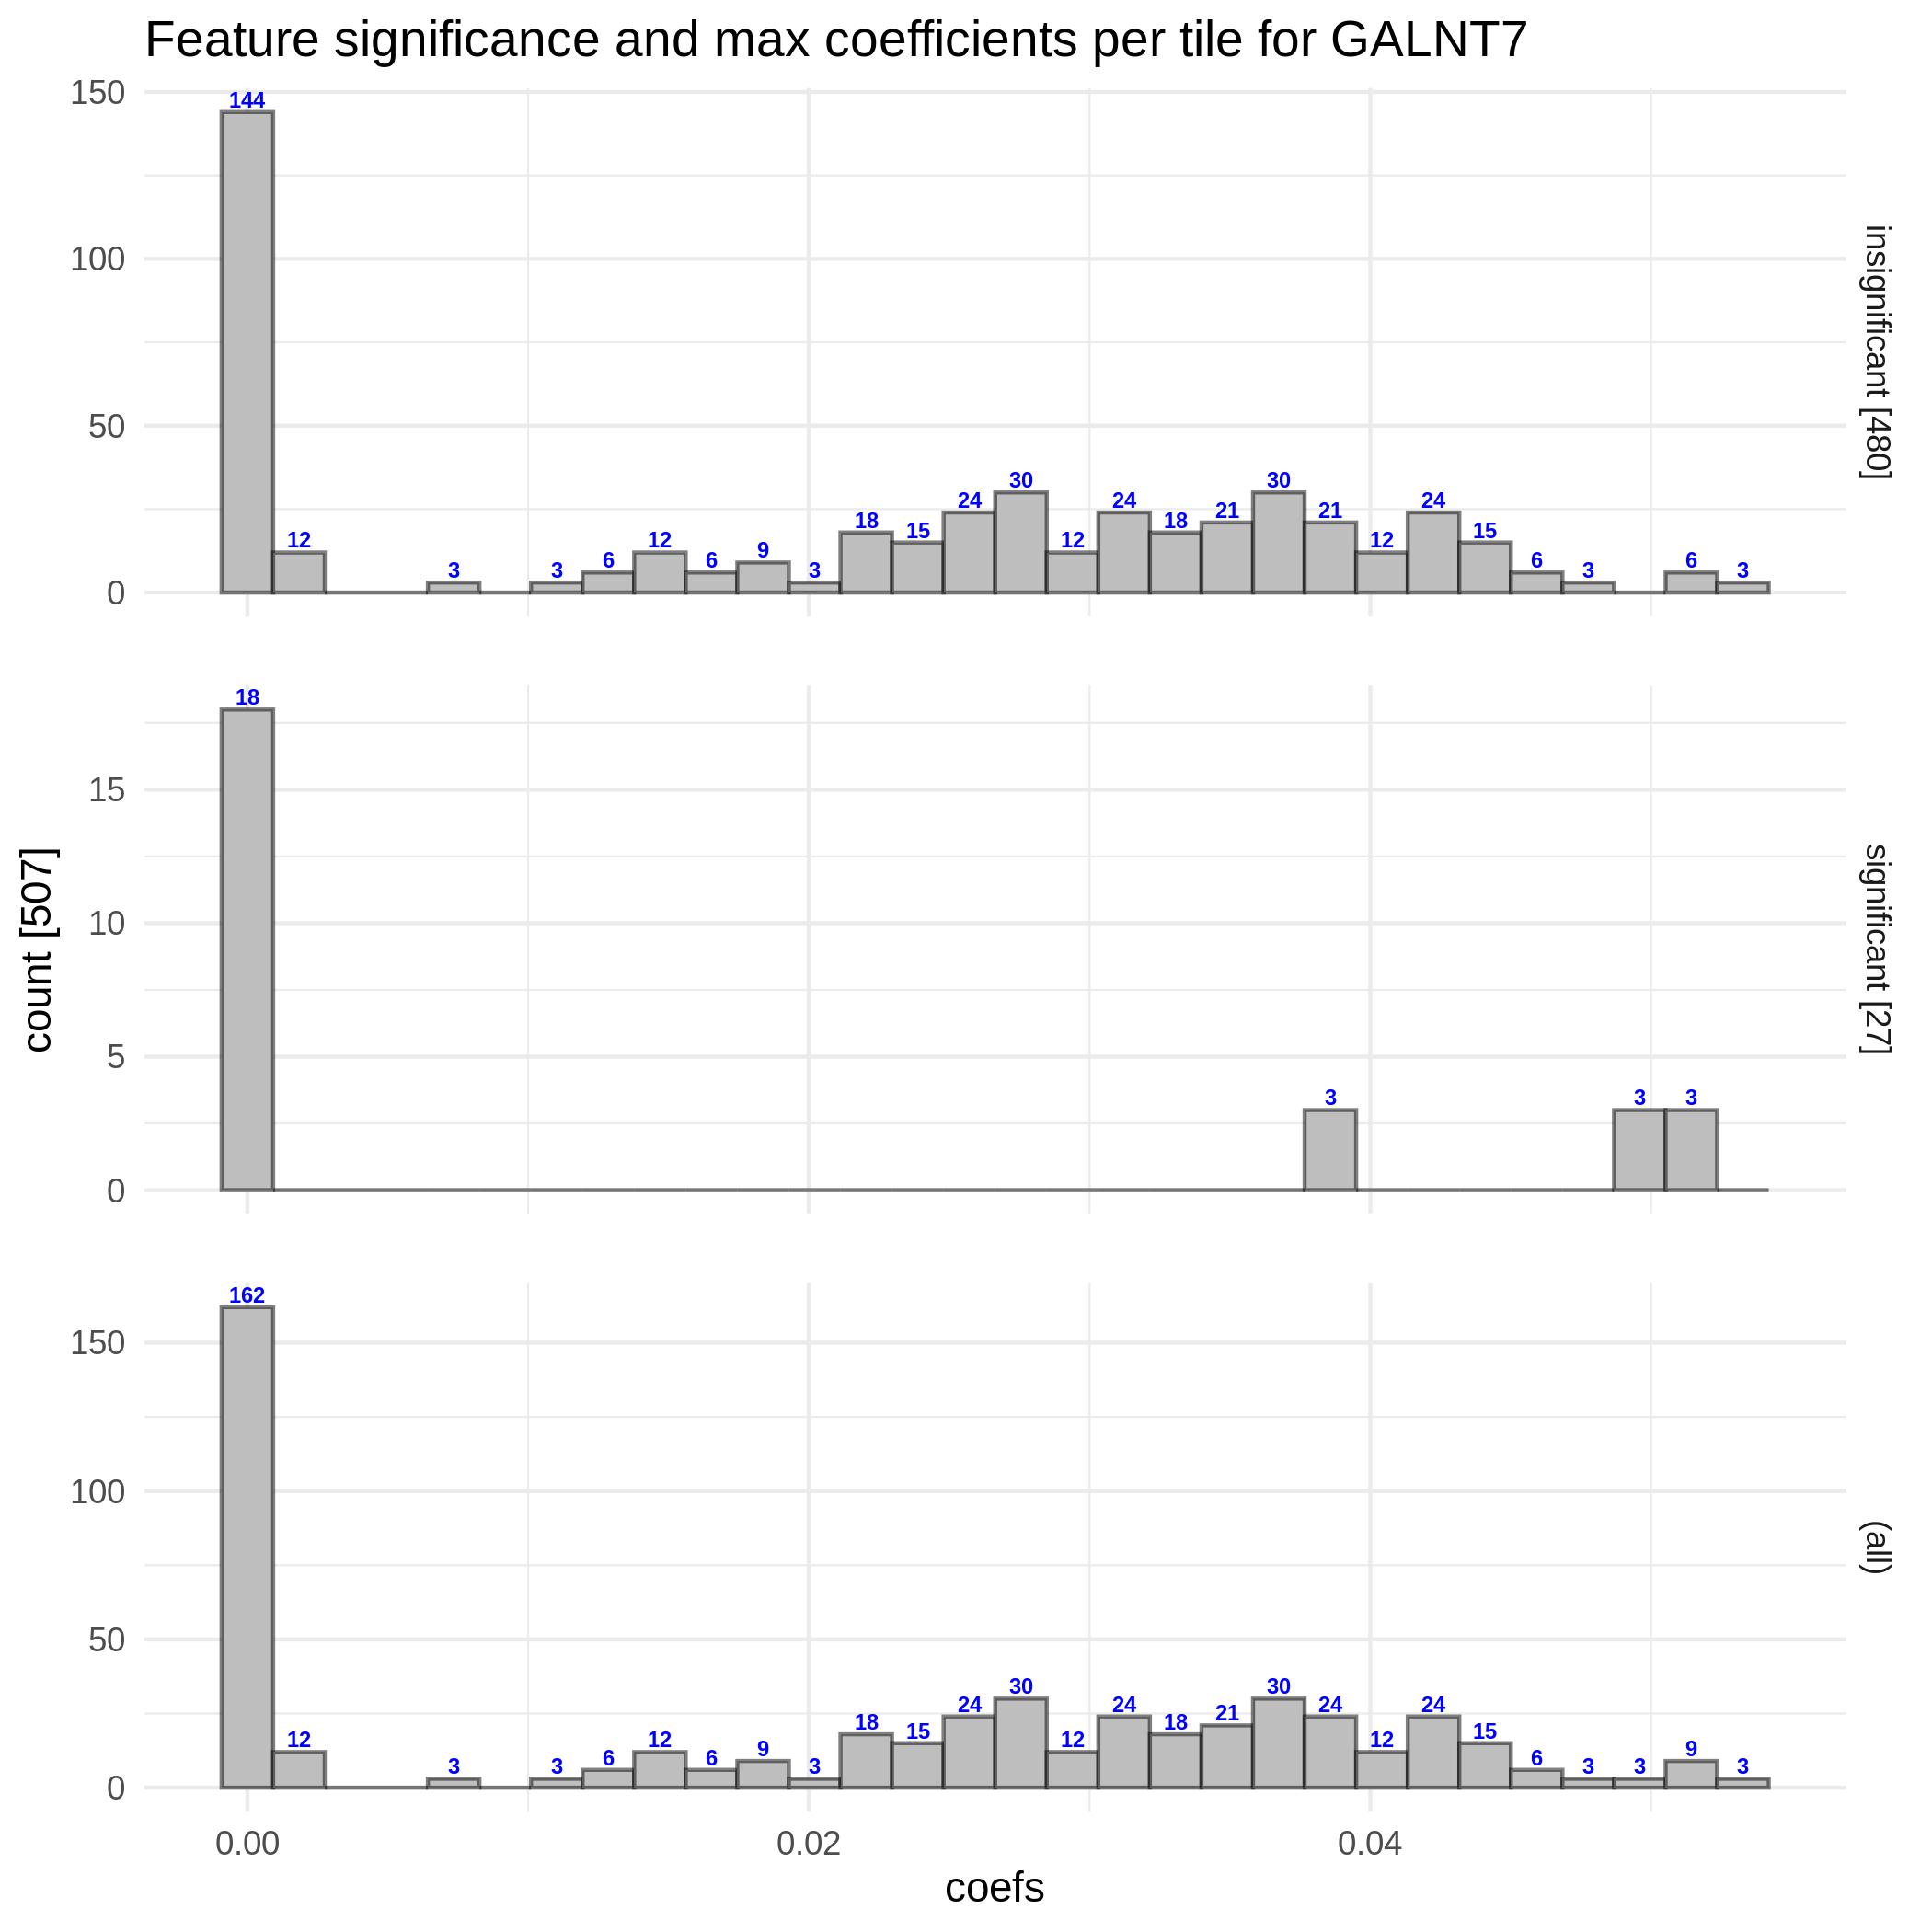 Feature significance and max coefficients per tile for GALNT7
150
144
100
50
30 30
24 24 24
21 21
18 18
15 15
12 12 12 12
9
6 6 6 6
3 3 3 3 3
0
insignificant [480]
18
15
10
5
3 3 3
0
significant [27]
count [507]
162
150
100
50
30 30
24 24 24 24
21
18 18
15 15
12 12 12 12
9 9
6 6 6
3 3 3 3 3 3
0
(all)
0.00 0.02 0.04
coefs